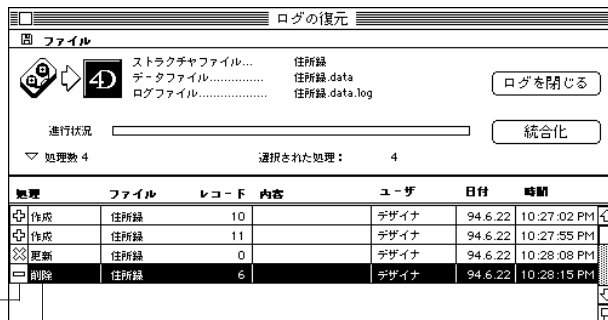 ログの復元
ファイル
ストラクチャファイル... 住所録
データファイル............... 住所録.data
ログファイル................... 住所録.data.log
4D
ログを閉じる
進行状況
統合化
▽ 処理数 4 選択された処理： 4
処理 ファイル レコード 内容 ユーザ 日付 時間
作成 住所録 10 デザイナ 94.6.22 10:27:02 PM
作成 住所録 11 デザイナ 94.6.22 10:27:55 PM
更新 住所録 0 デザイナ 94.6.22 10:28:08 PM
削除 住所録 6 デザイナ 94.6.22 10:28:15 PM